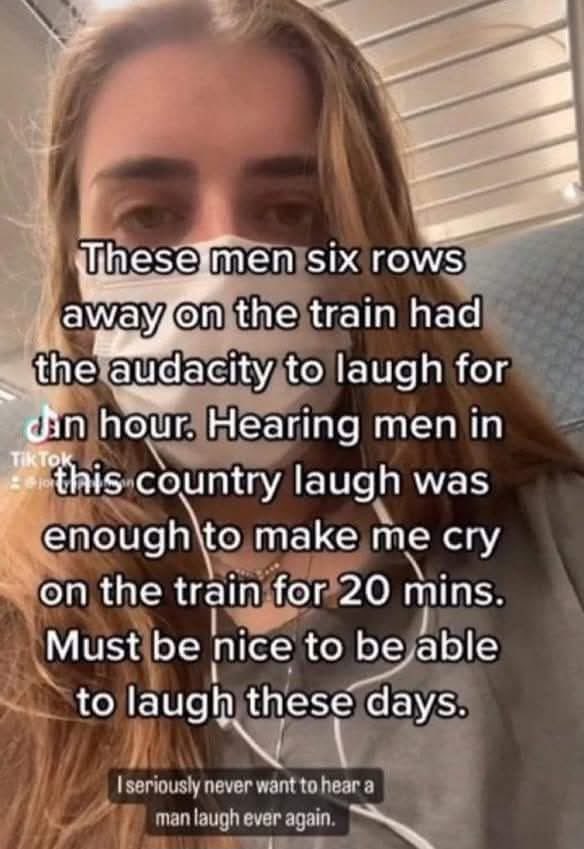 These men six rows
away on the train had
the audacity to laugh for
an hour. Hearing men in
TikTok
this country laugh was
enough to make me cry
on the train for 20 mins.
Must be nice to be able
to laugh these days.
I seriously never want to hear a
man laugh ever again.